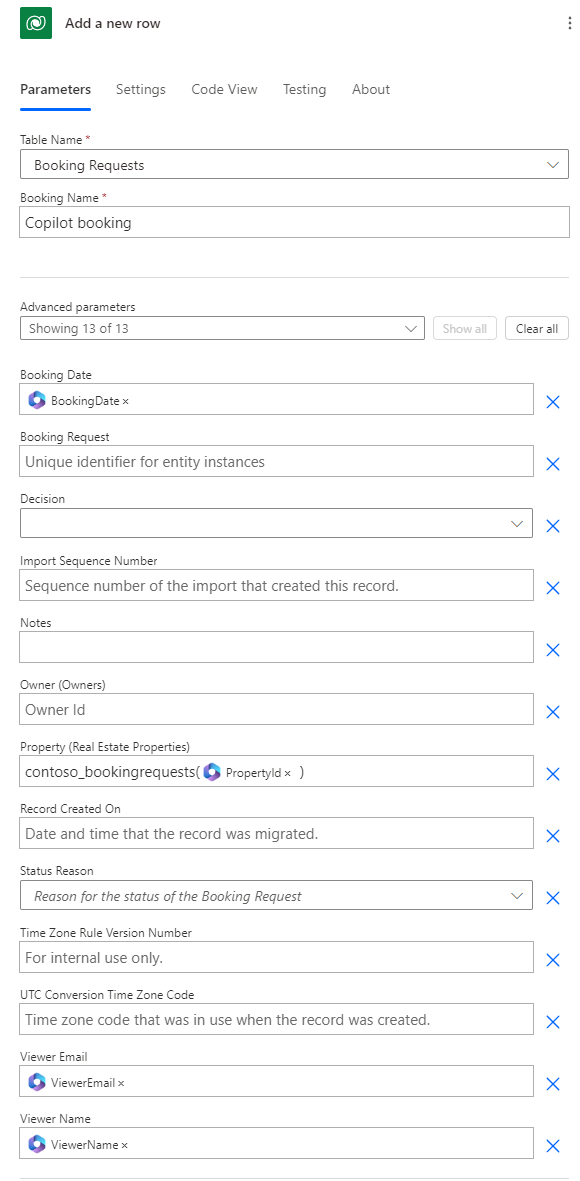 Add a new row
Parameters Settings Code View Testing About
Table Name *
Booking Requests
Booking Name *
Copilot booking
Advanced parameters
Showing 13 of 13 Show all Clear all
Booking Date
BookingDate ×
Booking Request
Unique identifier for entity instances
Decision
Import Sequence Number
Sequence number of the import that created this record.
Notes
Owner (Owners)
Owner Id
Property (Real Estate Properties)
contoso_bookingrequests( PropertyId × )
Record Created On
Date and time that the record was migrated.
Status Reason
Reason for the status of the Booking Request
Time Zone Rule Version Number
For internal use only.
UTC Conversion Time Zone Code
Time zone code that was in use when the record was created.
Viewer Email
ViewerEmail ×
Viewer Name
ViewerName ×